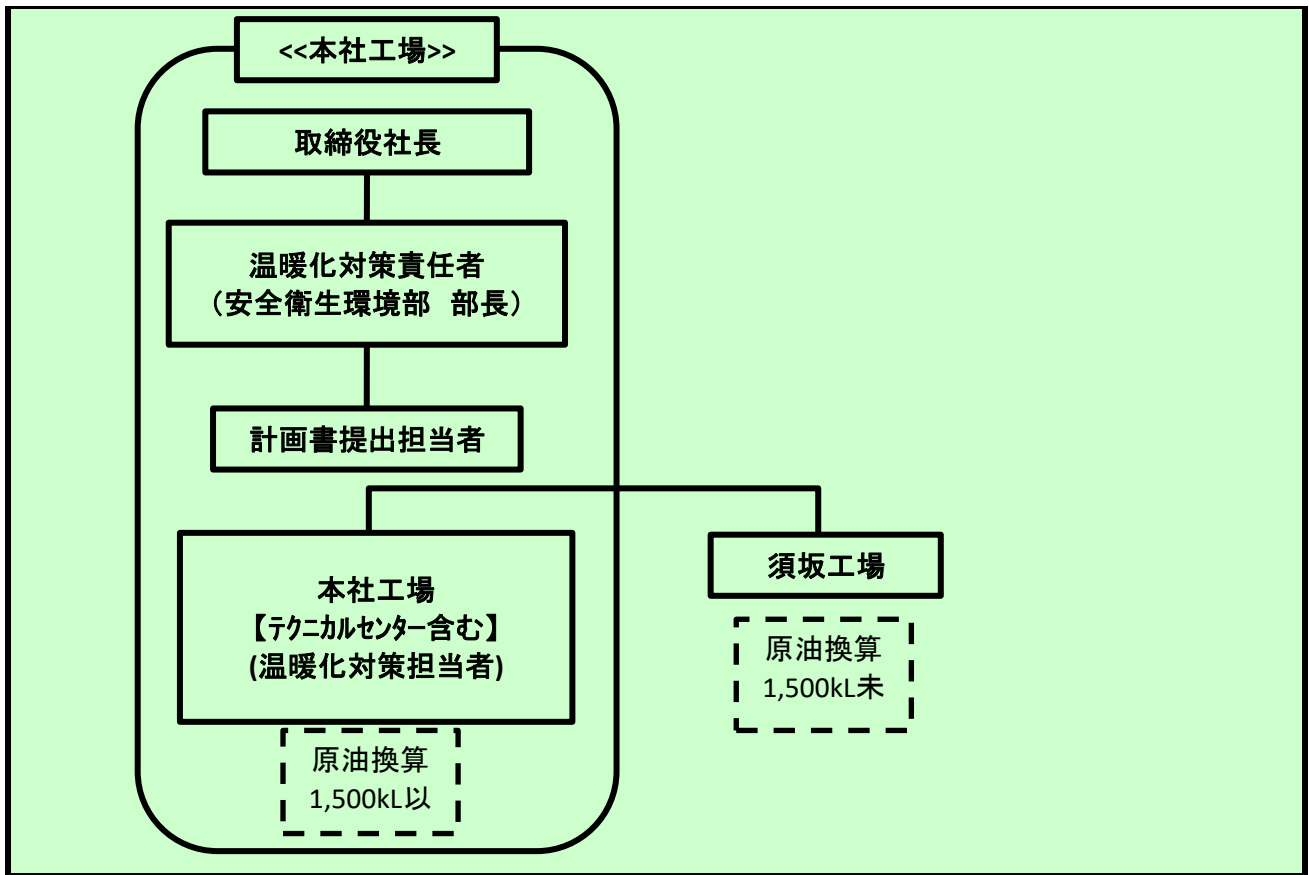 <<本社工場>>
取締役社長
温暖化対策責任者
（安全衛生環境部　部長）
計画書提出担当者
本社工場
【テクニカルセンター含む】
(温暖化対策担当者)
原油換算
1,500kL以
須坂工場
原油換算
1,500kL未